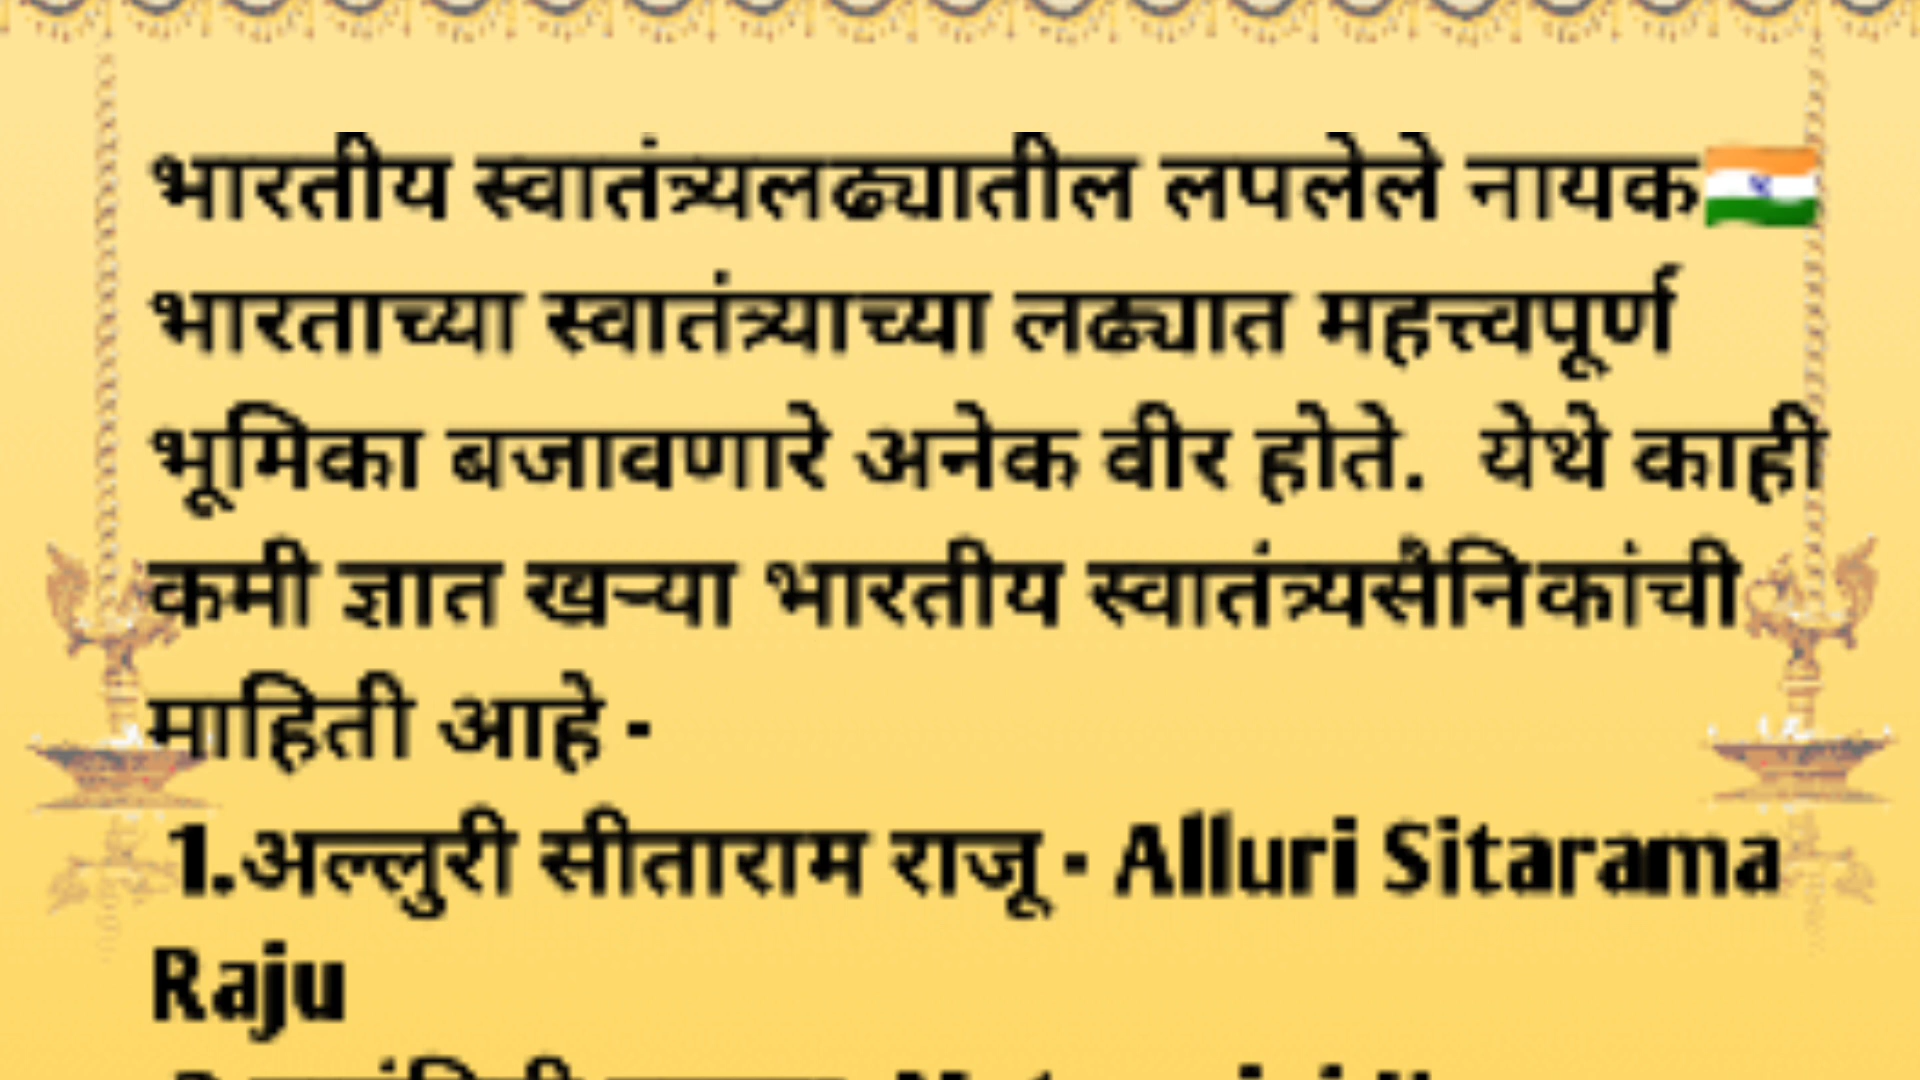 भारतीय स्वातंत्र्यलढ्यातील लपलेले नायक🇮🇳
भारताच्या स्वातंत्र्याच्या लढ्यात महत्त्वपूर्ण
भूमिका बजावणारे अनेक वीर होते.  येथे काही
कमी ज्ञात खऱ्या भारतीय स्वातंत्र्यसैनिकांची
माहिती आहे -
1.अल्लुरी सीताराम राजू - Alluri Sitarama
Raju